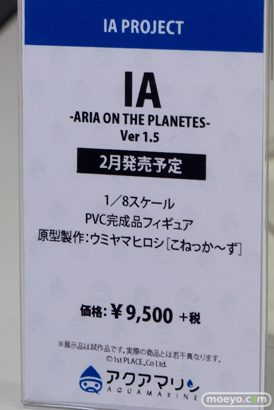 IA PROJECT
IA
-ARIA ON THE PLANETES-
Ver 1.5
2月発売予定
1/8スケール
PVC完成品フィギュア
原型製作:ウミヤマヒロシ[こねっか～ず]
価格:￥9,500 +税
※展示品は試作品です。実際の商品とは若干異なります。
©1st PLACE.,Co.Ltd.
アクアマリン
AQUAMARINE
moeyo.com